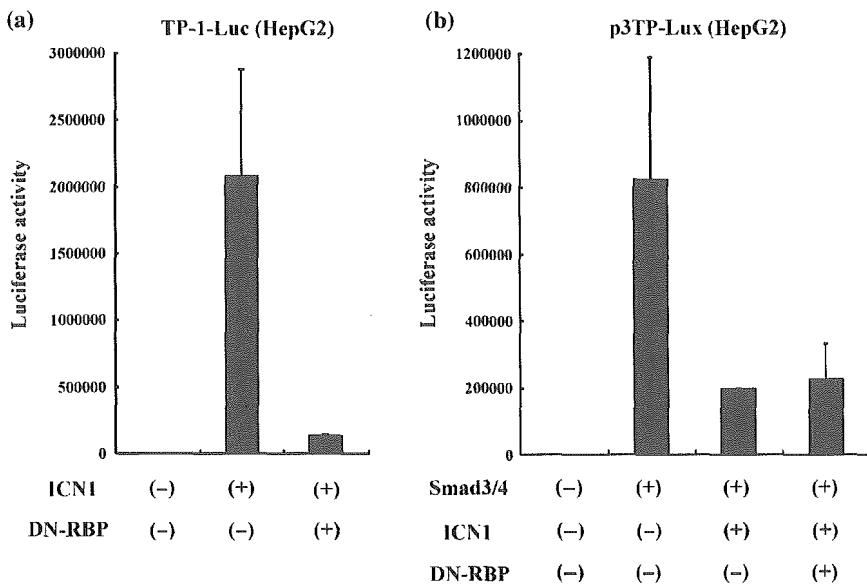 (a)
TP-1-Luc (HepG2)
3000000
2500000
2000000
1500000
1000000
500000
0
Luciferase activity
ICN1 (−) (+) (+)
DN-RBP (−) (−) (+)
(b)
p3TP-Lux (HepG2)
1200000
1000000
800000
600000
400000
200000
0
Luciferase activity
Smad3/4 (−) (+) (+) (+)
ICN1 (−) (−) (+) (+)
DN-RBP (−) (−) (−) (+)